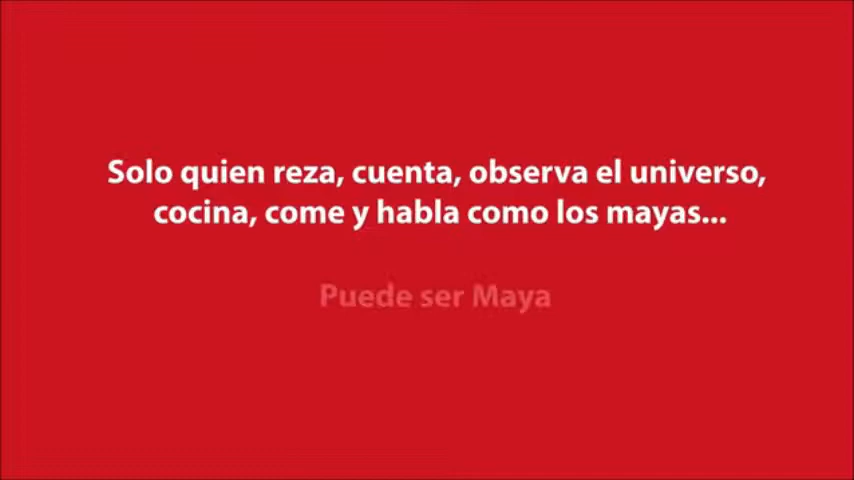 Solo quien reza, cuenta, observa el universo,
cocina, come y habla como los mayas...
Puede ser Maya